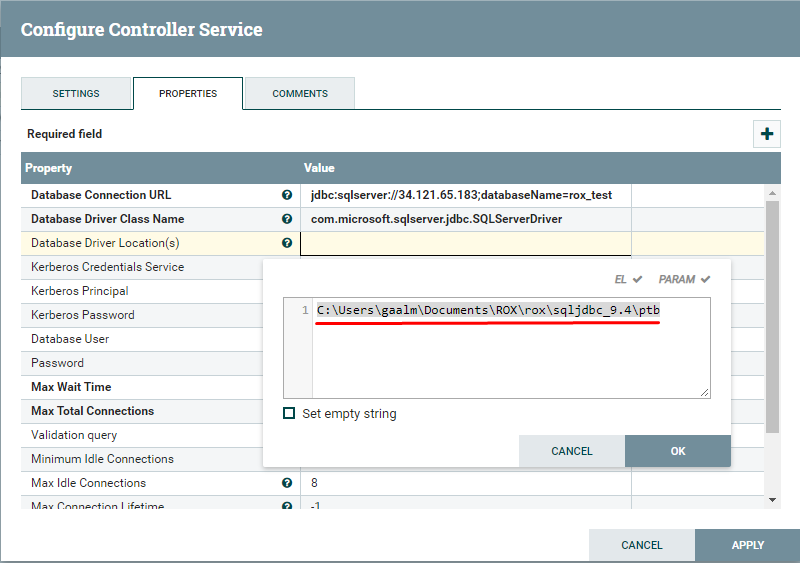 Configure Controller Service
SETTINGS PROPERTIES COMMENTS
Required field
Property Value
Database Connection URL jdbc:sqlserver://34.121.65.183;databaseName=rox_test
Database Driver Class Name com.microsoft.sqlserver.jdbc.SQLServerDriver
Database Driver Location(s)
Kerberos Credentials Service
EL PARAM
Kerberos Principal
1 C:\Users\gaalm\Documents\ROX\rox\sqljdbc_9.4\ptb
Kerberos Password
Database User
Password
Max Wait Time
Max Total Connections
Set empty string
Validation query
CANCEL OK
Minimum Idle Connections
Max Idle Connections 8
Max Connection Lifetime -1
CANCEL APPLY